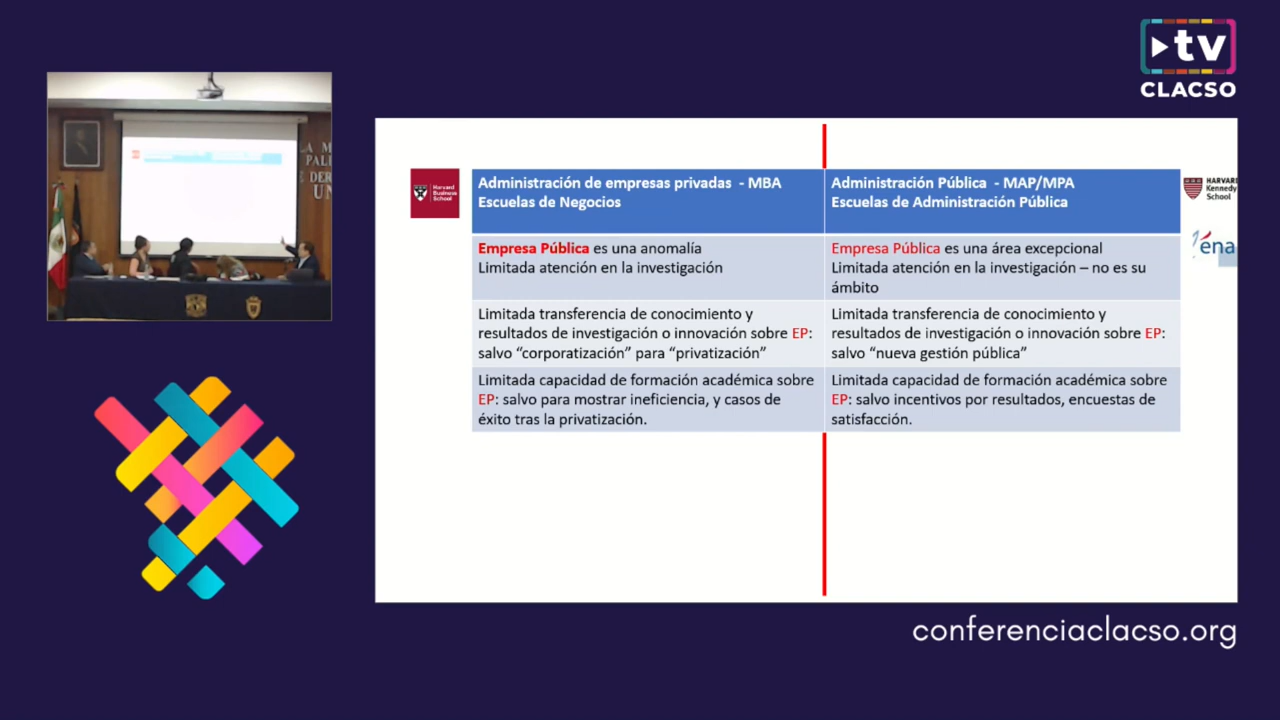 tv
CLACSO
LA M
PALI
E DER
UN
Harvard
Business
School
Administración de empresas privadas - MBA
Escuelas de Negocios
Administración Pública - MAP/MPA
Escuelas de Administración Pública
HARVARD
Kennedy
School
ena
Empresa Pública es una anomalía
Limitada atención en la investigación
Empresa Pública es una área excepcional
Limitada atención en la investigación – no es su
ámbito
Limitada transferencia de conocimiento y
resultados de investigación o innovación sobre EP:
salvo “corporatización” para “privatización”
Limitada transferencia de conocimiento y
resultados de investigación o innovación sobre EP:
salvo “nueva gestión pública”
Limitada capacidad de formación académica sobre
EP: salvo para mostrar ineficiencia, y casos de
éxito tras la privatización.
Limitada capacidad de formación académica sobre
EP: salvo incentivos por resultados, encuestas de
satisfacción.
conferenciaclacso.org